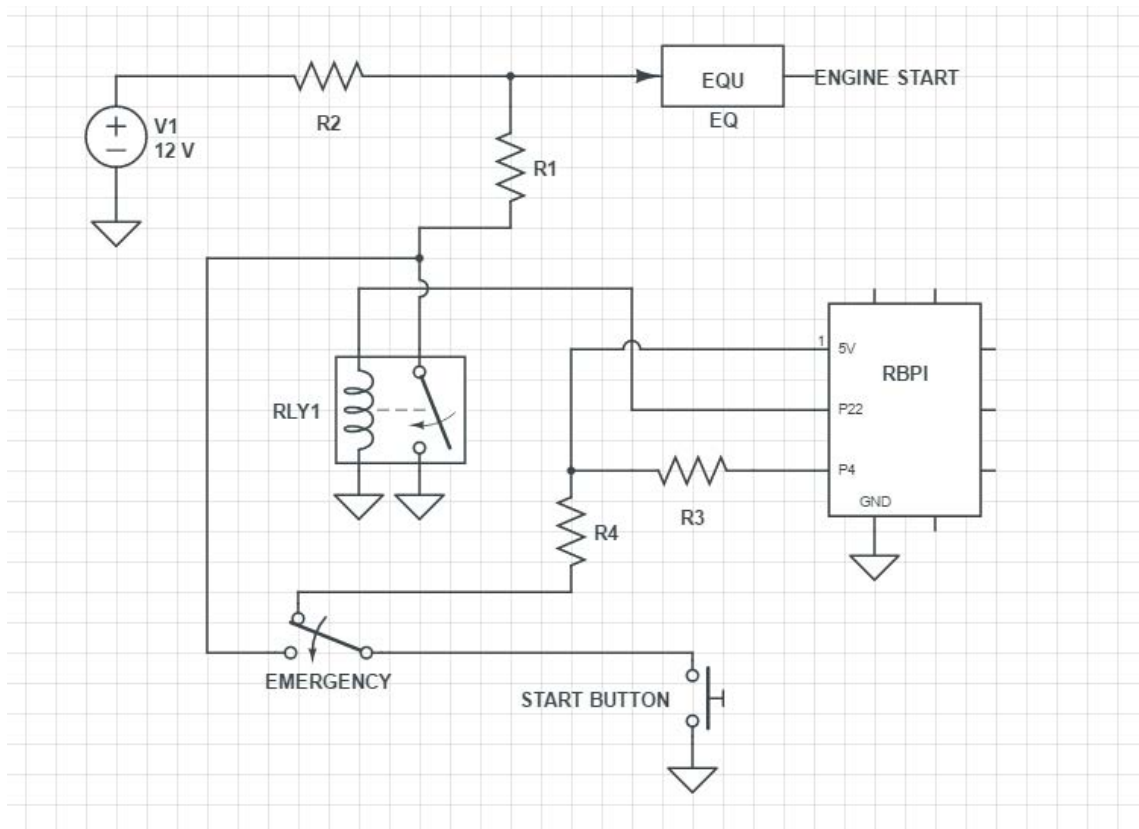 V1
12 V
R2
EQU
EQ
ENGINE START
R1
RLY1
1
5V
RBPI
P22
P4
GND
R3
R4
EMERGENCY
START BUTTON